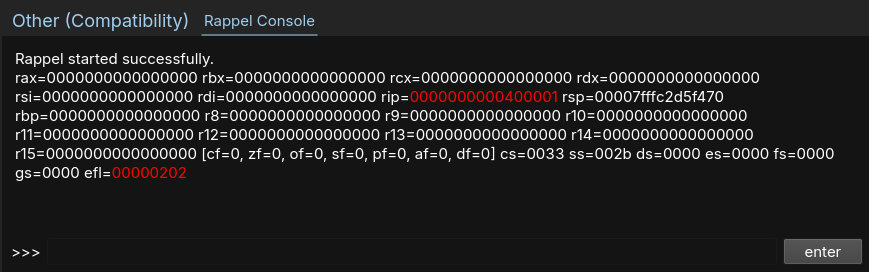 Other (Compatibility) Rappel Console
Rappel started successfully.
rax=0000000000000000 rbx=0000000000000000 rcx=0000000000000000 rdx=0000000000000000
rsi=0000000000000000 rdi=0000000000000000 rip=0000000000400001 rsp=00007fffc2d5f470
rbp=0000000000000000 r8=0000000000000000 r9=0000000000000000 r10=0000000000000000
r11=0000000000000000 r12=0000000000000000 r13=0000000000000000 r14=0000000000000000
r15=0000000000000000 [cf=0, zf=0, of=0, sf=0, pf=0, af=0, df=0] cs=0033 ss=002b ds=0000 es=0000 fs=0000
gs=0000 efl=00000202
>>> enter